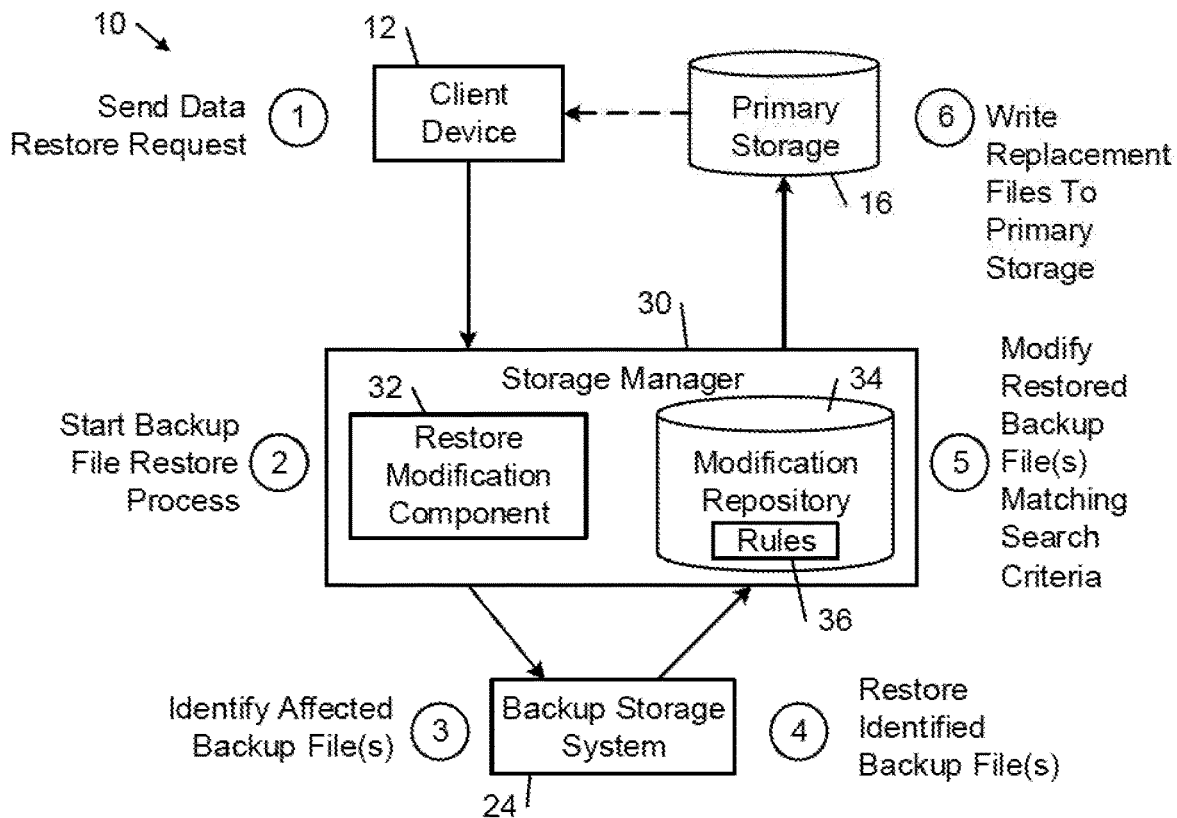 10
12
Send Data
Restore Request
1
Client
Device
Primary
Storage
16
6
Write
Replacement
Files To
Primary
Storage
30
Storage Manager
32
Restore
Modification
Component
34
Modification
Repository
Rules
36
Start Backup
File Restore
Process
2
5
Modify
Restored
Backup
File(s)
Matching
Search
Criteria
Identify Affected
Backup File(s)
3
Backup Storage
System
24
4
Restore
Identified
Backup File(s)